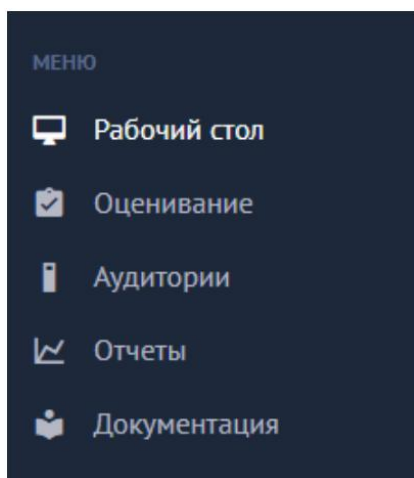 МЕНЮ
Рабочий стол
Оценивание
Аудитории
Отчеты
Документация